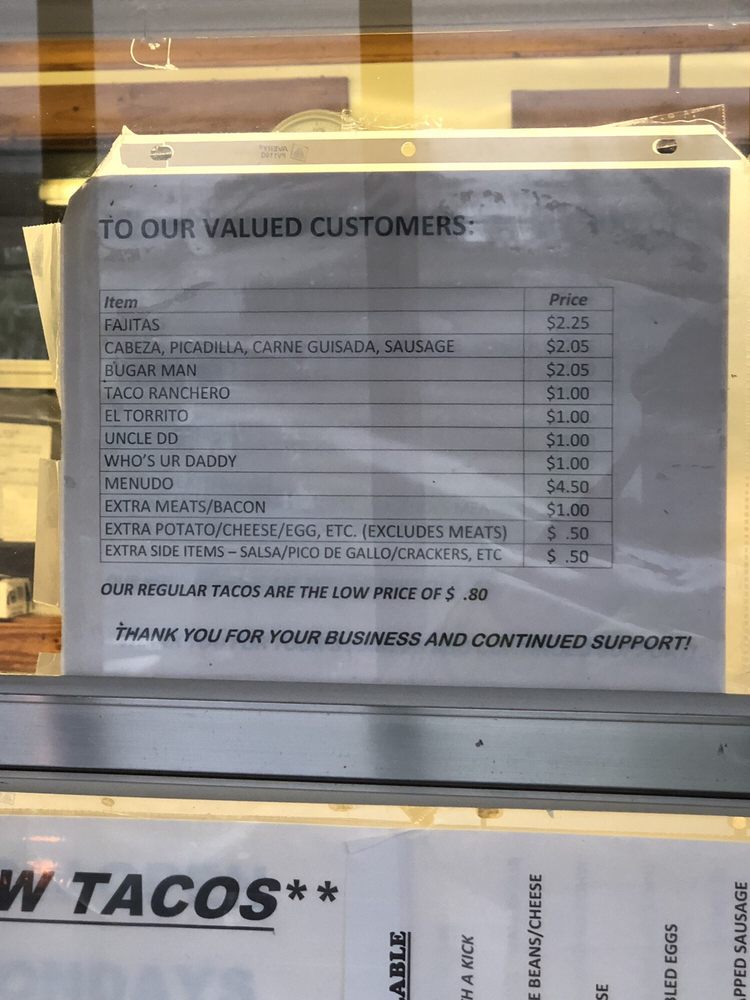 TO OUR VALUED CUSTOMERS:
Item Price
FAJITAS $2.25
CABEZA, PICADILLA, CARNE GUISADA, SAUSAGE $2.05
BUGAR MAN $2.05
TACO RANCHERO $1.00
EL TORRITO $1.00
UNCLE DD $1.00
WHO'S UR DADDY $1.00
MENUDO $4.50
EXTRA MEATS/BACON $1.00
EXTRA POTATO/CHEESE/EGG, ETC. (EXCLUDES MEATS) $ .50
EXTRA SIDE ITEMS – SALSA/PICO DE GALLO/CRACKERS, ETC $ .50
OUR REGULAR TACOS ARE THE LOW PRICE OF $ .80
THANK YOU FOR YOUR BUSINESS AND CONTINUED SUPPORT!
W TACOS**
ABLE
H A KICK
E BEANS/CHEESE
SE
LED EGGS
PPED SAUSAGE